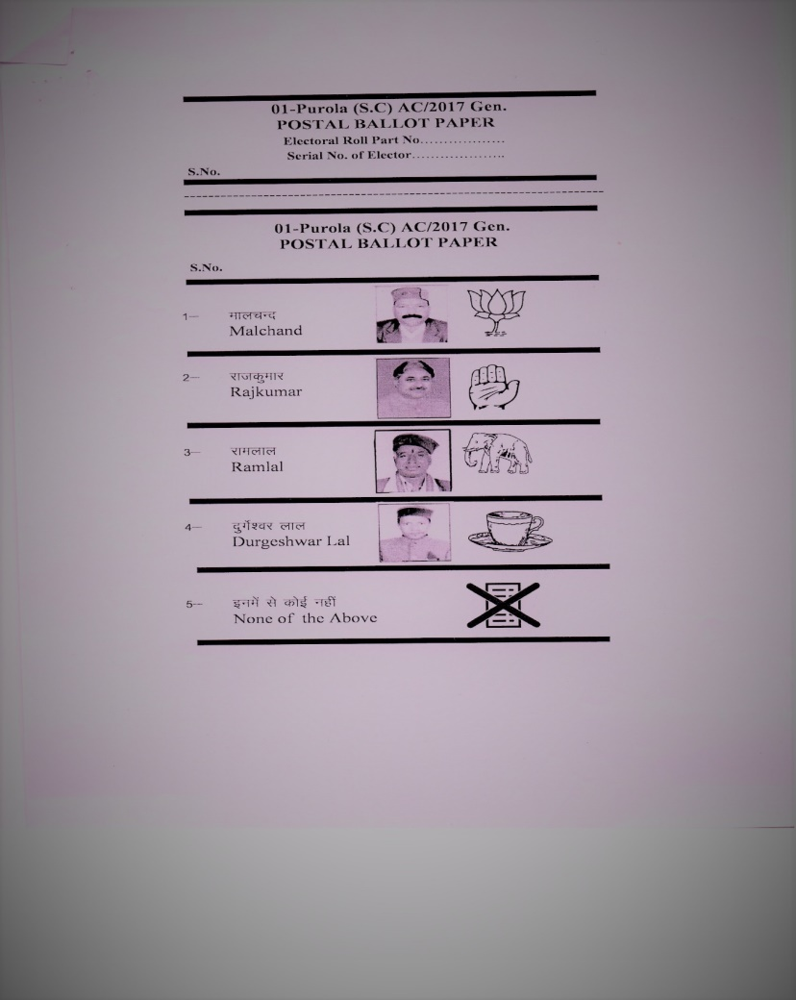 01-Purola (S.C) AC/2017 Gen.
POSTAL BALLOT PAPER
Electoral Roll Part No..................
Serial No. of Elector...................
S.No.
01-Purola (S.C) AC/2017 Gen.
POSTAL BALLOT PAPER
S.No.
1— मालचन्द
Malchand
2— राजकुमार
Rajkumar
3— रामलाल
Ramlal
4— दुर्गेश्वर लाल
Durgeshwar Lal
5— इनमें से कोई नहीं
None of the Above